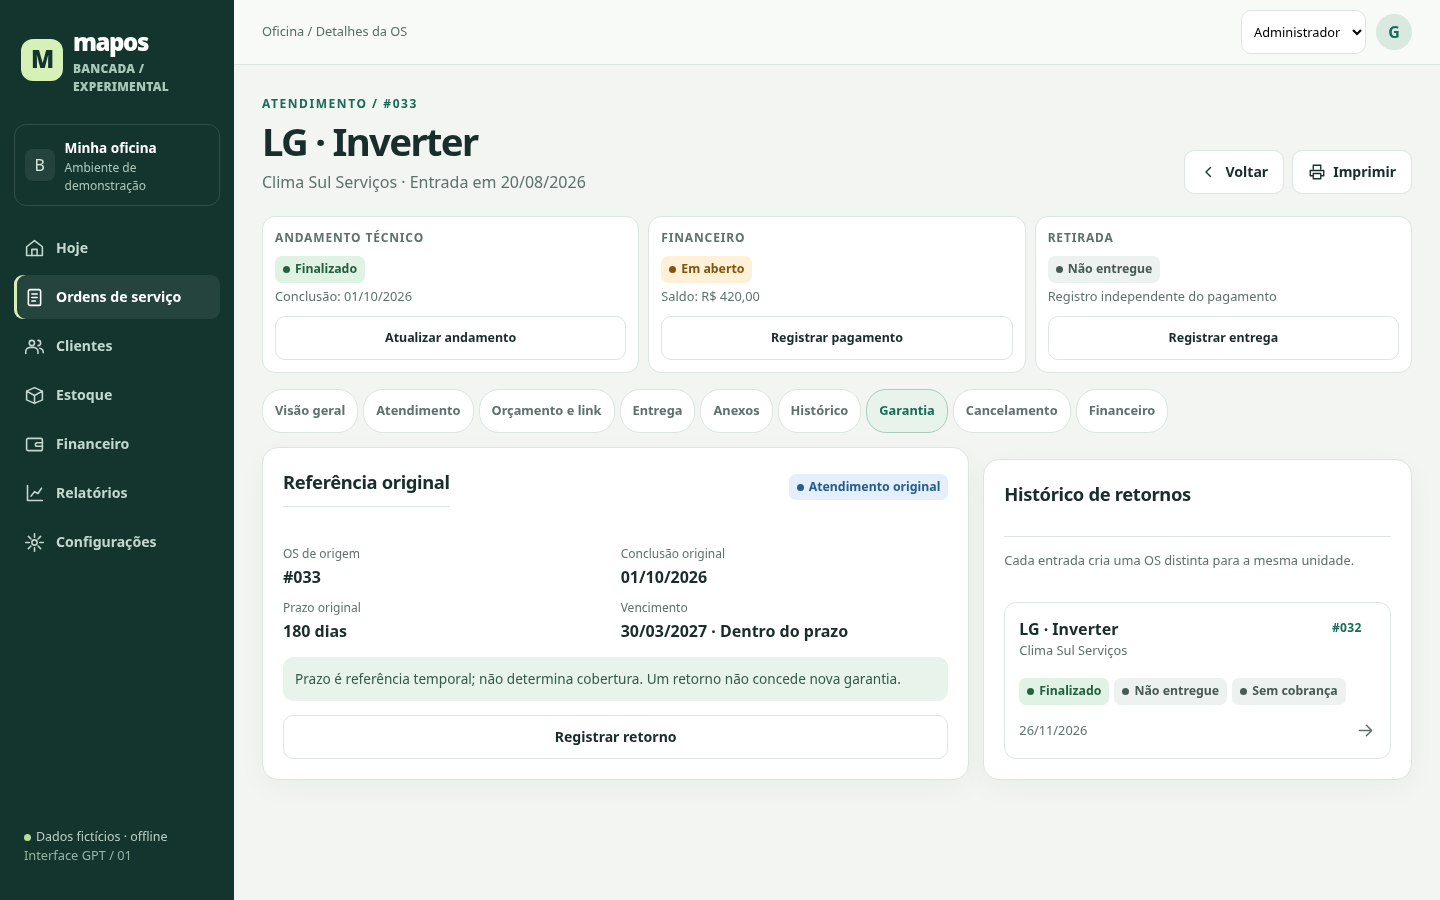 M
mapos
BANCADA /
EXPERIMENTAL
B
Minha oficina
Ambiente de
demonstração
Hoje
Ordens de serviço
Clientes
Estoque
Financeiro
Relatórios
Configurações
Dados fictícios · offline
Interface GPT / 01
Oficina / Detalhes da OS
Administrador
G
ATENDIMENTO / #033
LG · Inverter
Clima Sul Serviços · Entrada em 20/08/2026
Voltar
Imprimir
ANDAMENTO TÉCNICO
Finalizado
Conclusão: 01/10/2026
Atualizar andamento
FINANCEIRO
Em aberto
Saldo: R$ 420,00
Registrar pagamento
RETIRADA
Não entregue
Registro independente do pagamento
Registrar entrega
Visão geral
Atendimento
Orçamento e link
Entrega
Anexos
Histórico
Garantia
Cancelamento
Financeiro
Referência original
Atendimento original
OS de origem
#033
Conclusão original
01/10/2026
Prazo original
180 dias
Vencimento
30/03/2027 · Dentro do prazo
Prazo é referência temporal; não determina cobertura. Um retorno não concede nova garantia.
Registrar retorno
Histórico de retornos
Cada entrada cria uma OS distinta para a mesma unidade.
LG · Inverter
#032
Clima Sul Serviços
Finalizado
Não entregue
Sem cobrança
26/11/2026